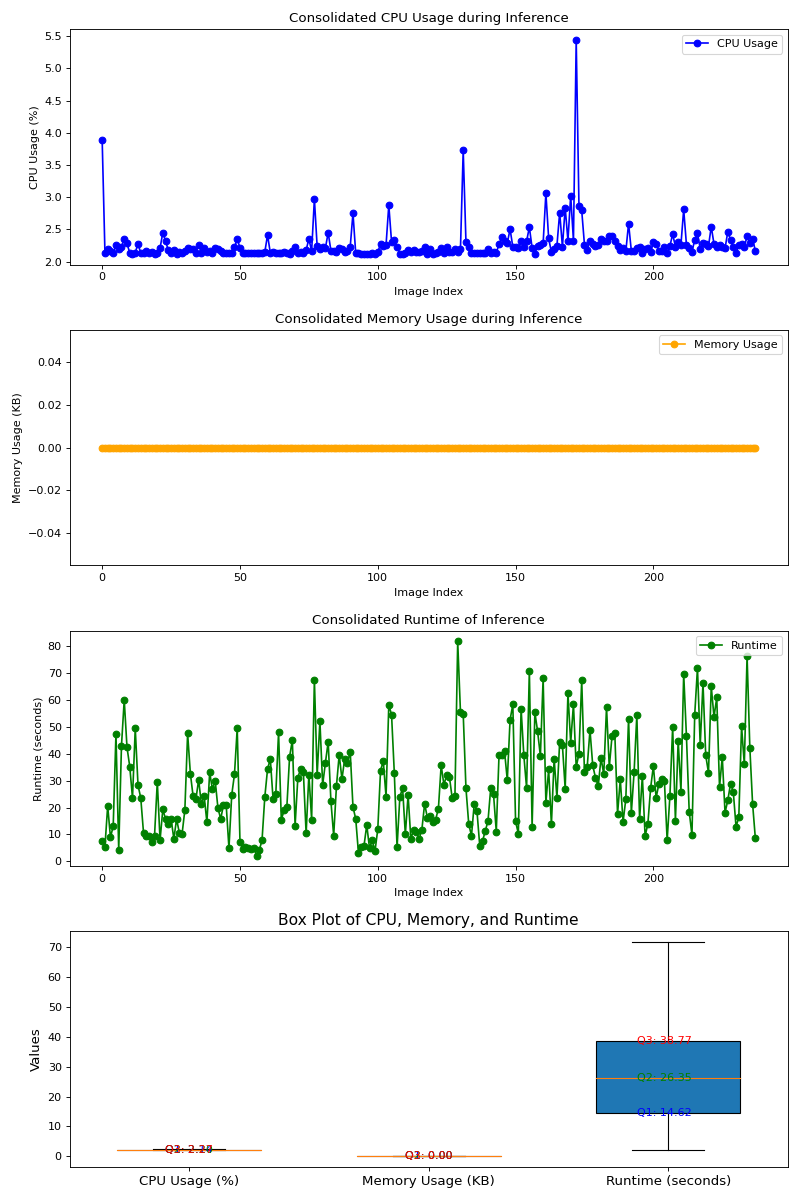 Consolidated CPU Usage during Inference
CPU Usage
CPU Usage (%)
5.5
5.0
4.5
4.0
3.5
3.0
2.5
2.0
0 50 100 150 200
Image Index
Consolidated Memory Usage during Inference
Memory Usage
Memory Usage (KB)
0.04
0.02
0.00
−0.02
−0.04
0 50 100 150 200
Image Index
Consolidated Runtime of Inference
Runtime
Runtime (seconds)
80
70
60
50
40
30
20
10
0
0 50 100 150 200
Image Index
Box Plot of CPU, Memory, and Runtime
Values
70
60
50
40
30
20
10
0
Q3: 38.77
Q2: 26.35
Q1: 14.62
CPU Usage (%) Memory Usage (KB) Runtime (seconds)